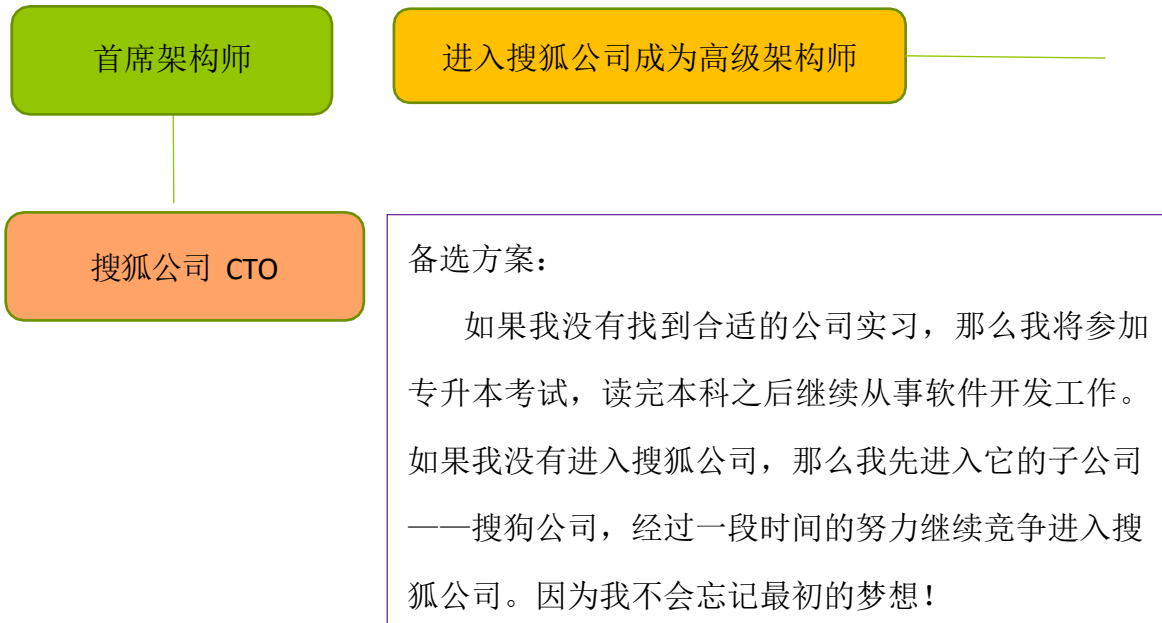 首席架构师
进入搜狐公司成为高级架构师
搜狐公司 CTO
备选方案：
如果我没有找到合适的公司实习，那么我将参加
专升本考试，读完本科之后继续从事软件开发工作。
如果我没有进入搜狐公司，那么我先进入它的子公司
——搜狗公司，经过一段时间的努力继续竞争进入搜
狐公司。因为我不会忘记最初的梦想！